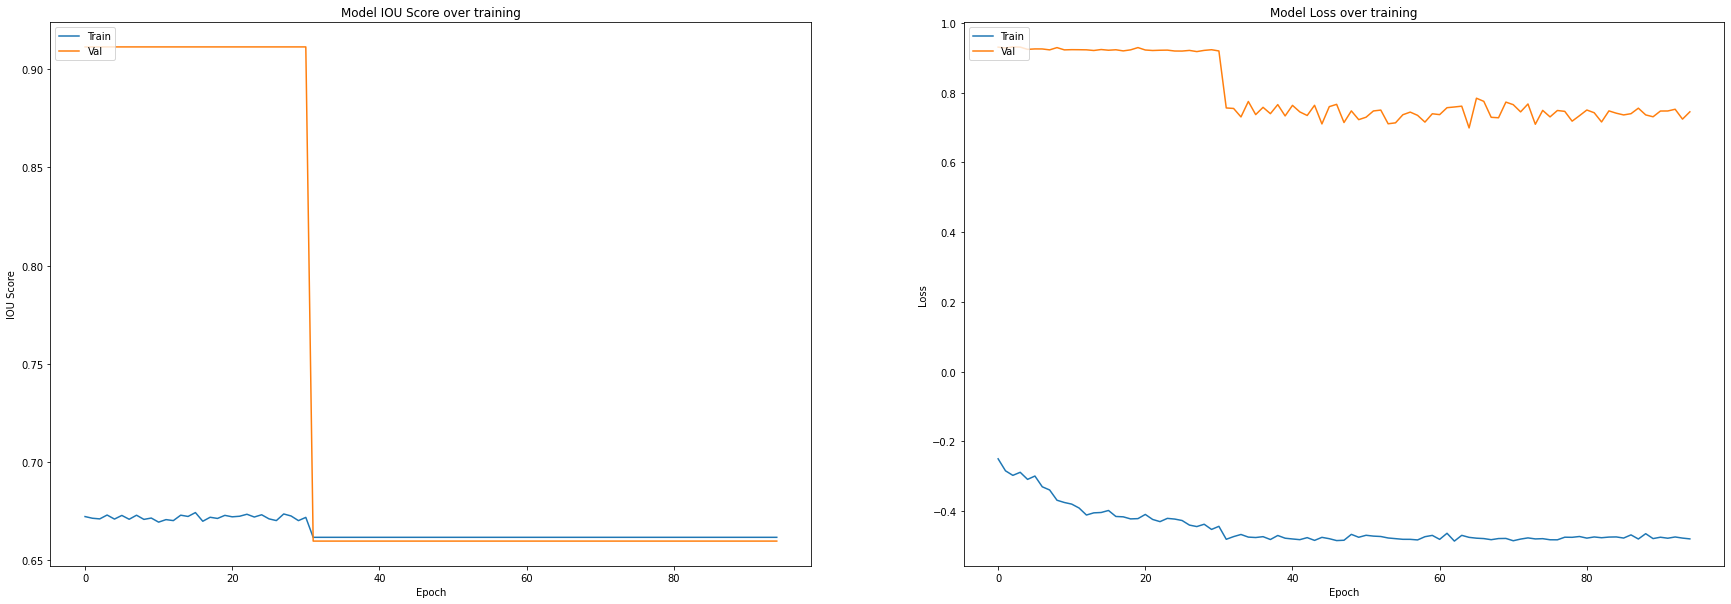 Model IOU Score over training
Train
Val
0.90
0.85
0.80
0.75
0.70
0.65
IOU Score
0
20
40
60
80
Epoch
Model Loss over training
Train
Val
1.0
0.8
0.6
0.4
0.2
0.0
−0.2
−0.4
Loss
0
20
40
60
80
Epoch